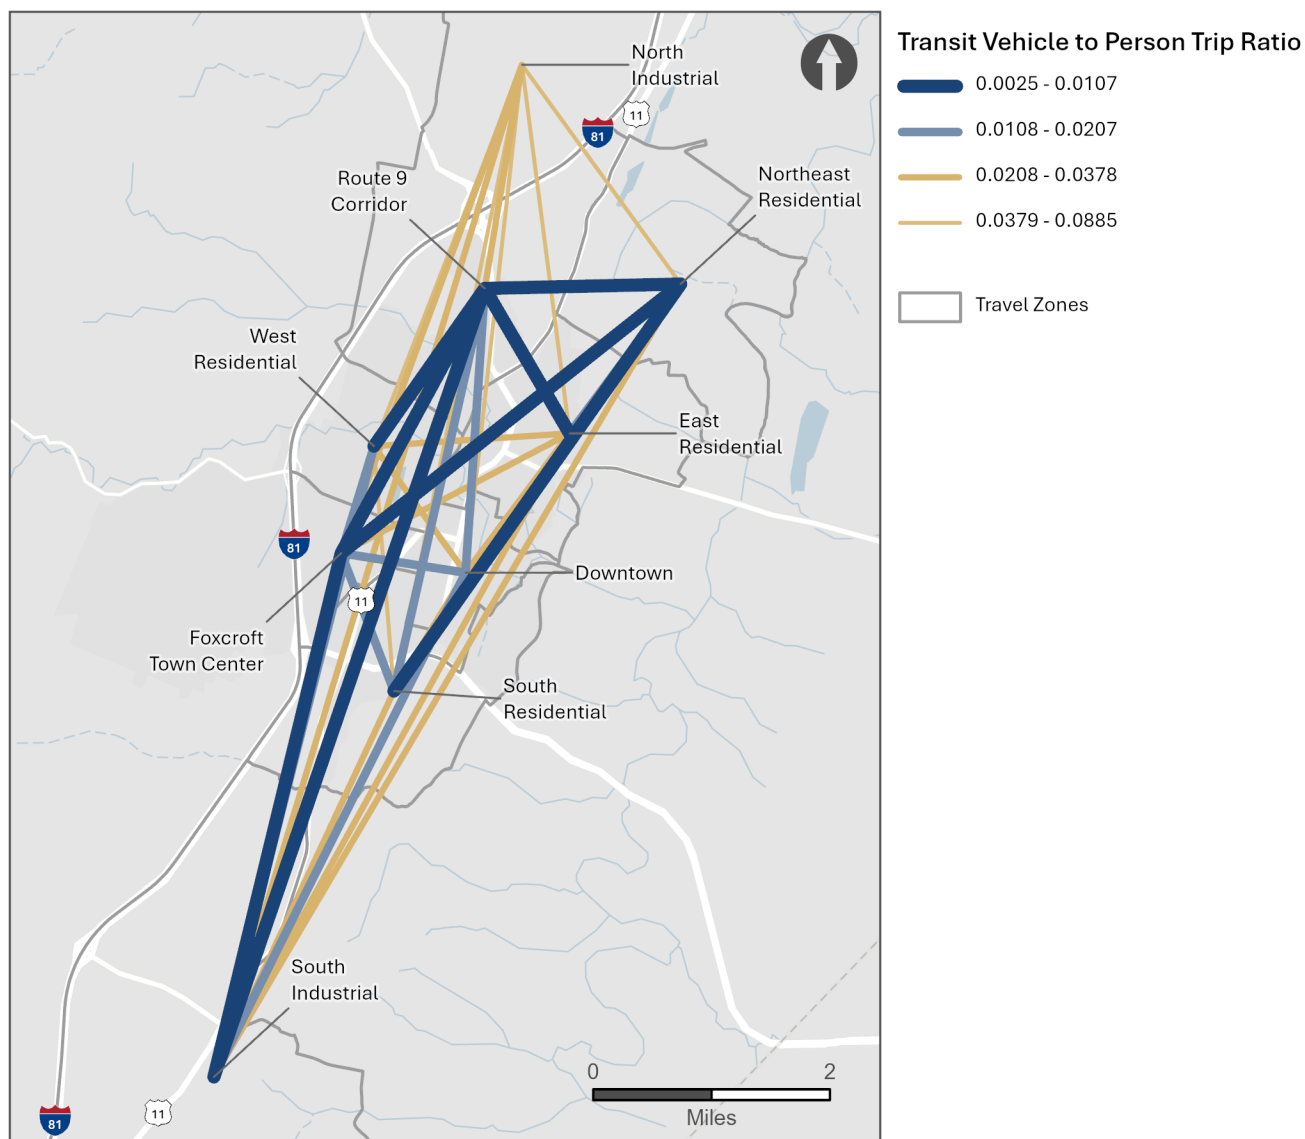 Transit Vehicle to Person Trip Ratio
0.0025 - 0.0107
0.0108 - 0.0207
0.0208 - 0.0378
0.0379 - 0.0885
Travel Zones
North
Industrial
11
81
Route 9
Corridor
Northeast
Residential
West
Residential
East
Residential
81
11
Downtown
Foxcroft
Town Center
South
Residential
South
Industrial
0 2
Miles
81
11